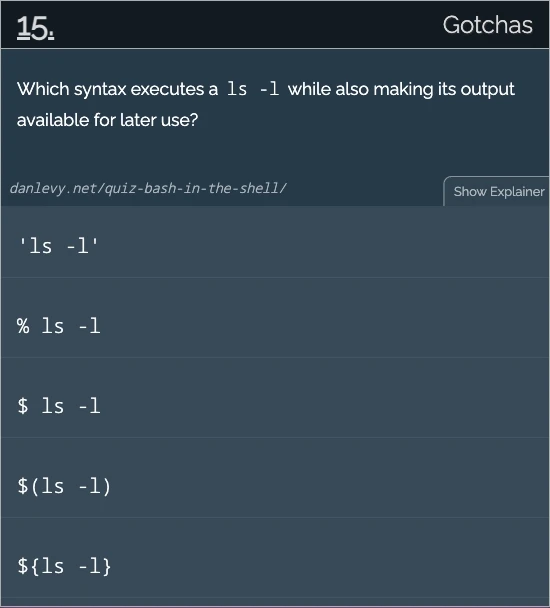 15.
Gotchas
Which syntax executes a ls -l while also making its output
available for later use?
danlevy.net/quiz-bash-in-the-shell/
Show Explainer
'ls -l'
% ls -l
$ ls -l
$(ls -l)
${ls -l}